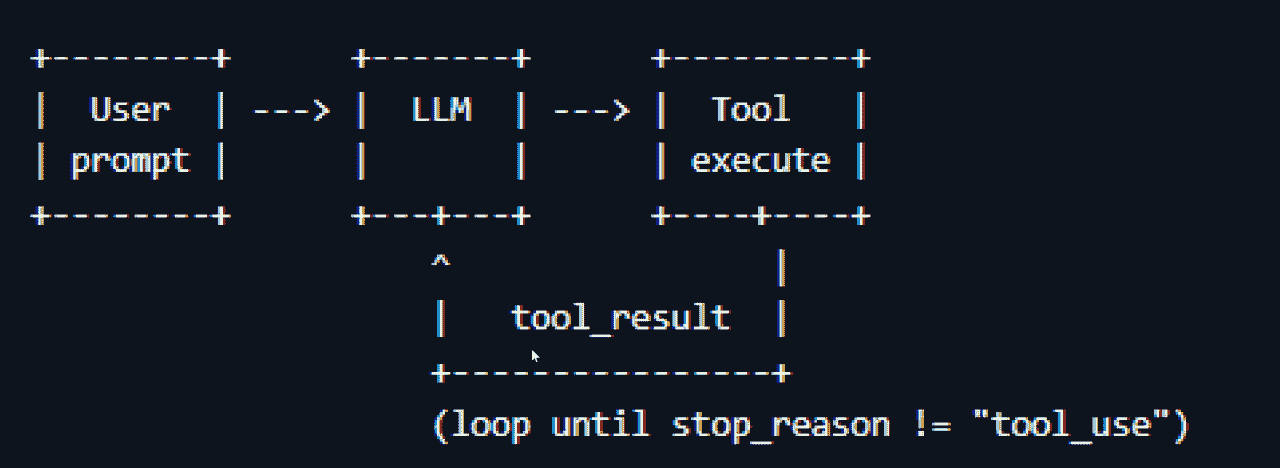 +--------+      +-------+      +---------+
|  User  | ---> |  LLM  | ---> |  Tool   |
| prompt |      |       |      | execute |
+--------+      +---+---+      +----+----+
                    ^                |
                    |   tool_result  |
                    +----------------+
                    (loop until stop_reason != "tool_use")